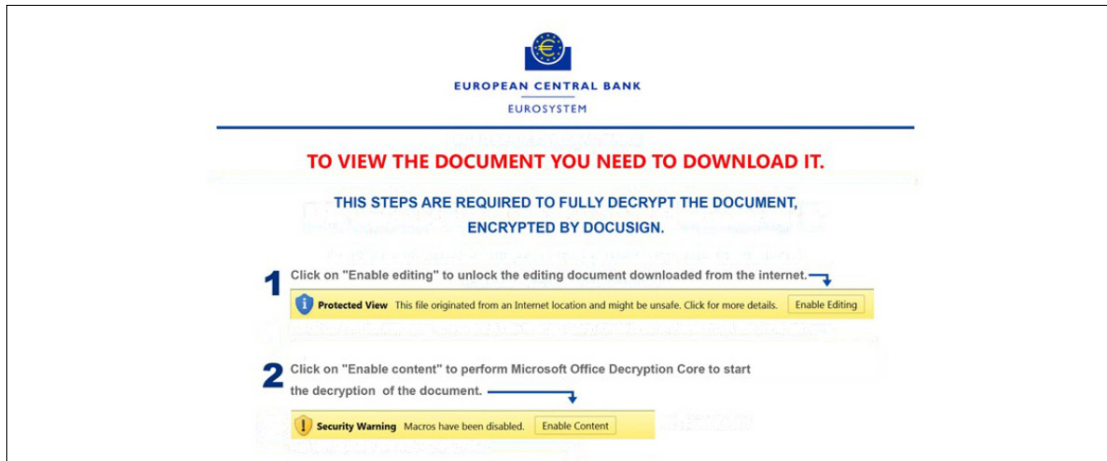 EUROPEAN CENTRAL BANK
EUROSYSTEM
TO VIEW THE DOCUMENT YOU NEED TO DOWNLOAD IT.
THIS STEPS ARE REQUIRED TO FULLY DECRYPT THE DOCUMENT,
ENCRYPTED BY DOCUSIGN.
1 Click on "Enable editing" to unlock the editing document downloaded from the internet.
Protected View This file originated from an Internet location and might be unsafe. Click for more details. Enable Editing
2 Click on "Enable content" to perform Microsoft Office Decryption Core to start
the decryption of the document.
Security Warning Macros have been disabled. Enable Content